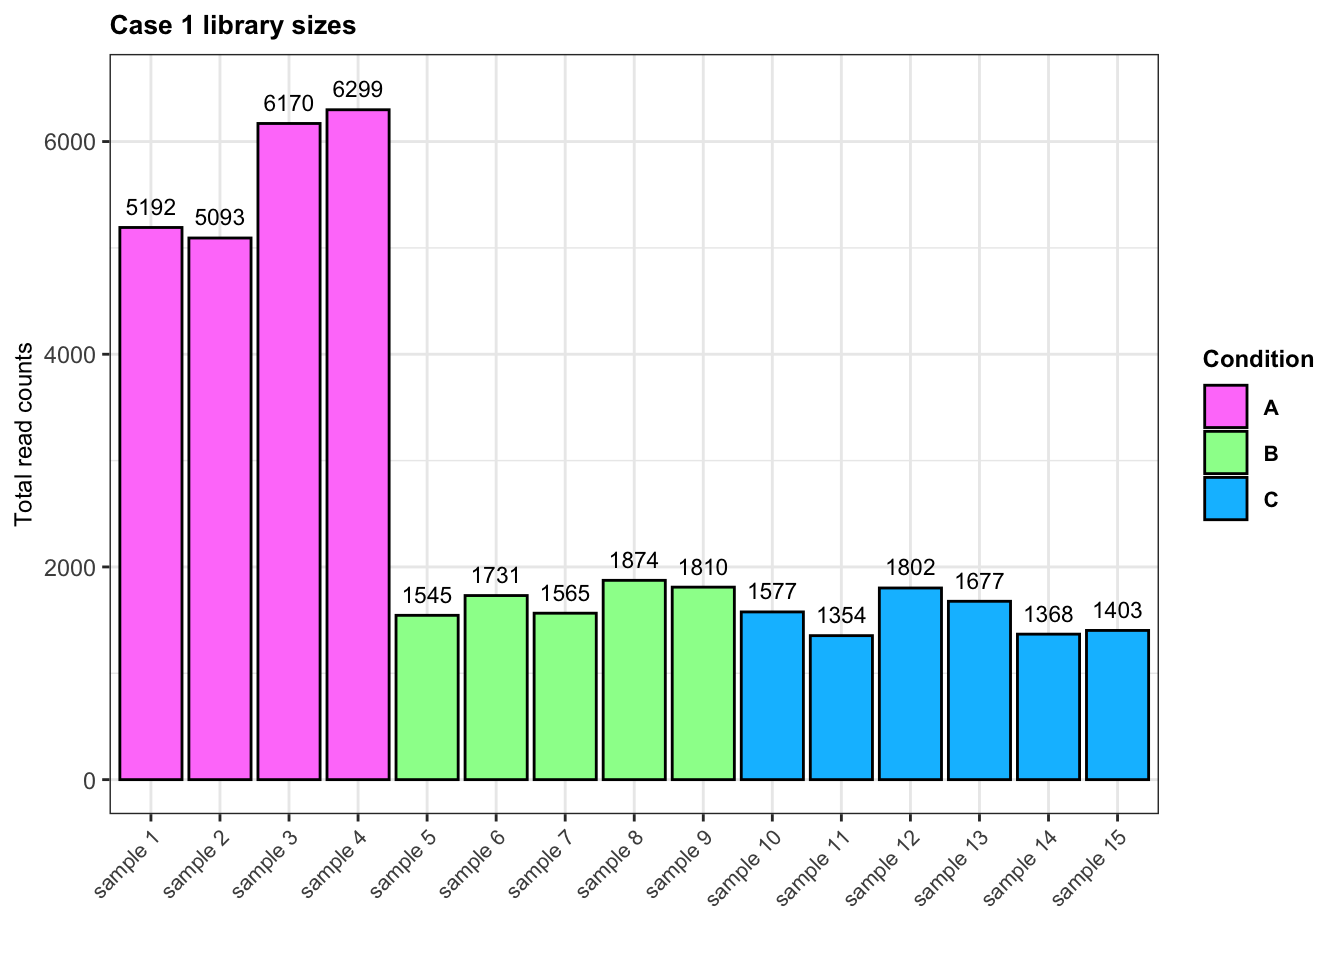 Case 1 library sizes
Total read counts
6000
4000
2000
0
5192
5093
6170
6299
1545
1731
1565
1874
1810
1577
1354
1802
1677
1368
1403
sample 1
sample 2
sample 3
sample 4
sample 5
sample 6
sample 7
sample 8
sample 9
sample 10
sample 11
sample 12
sample 13
sample 14
sample 15
Condition
A
B
C